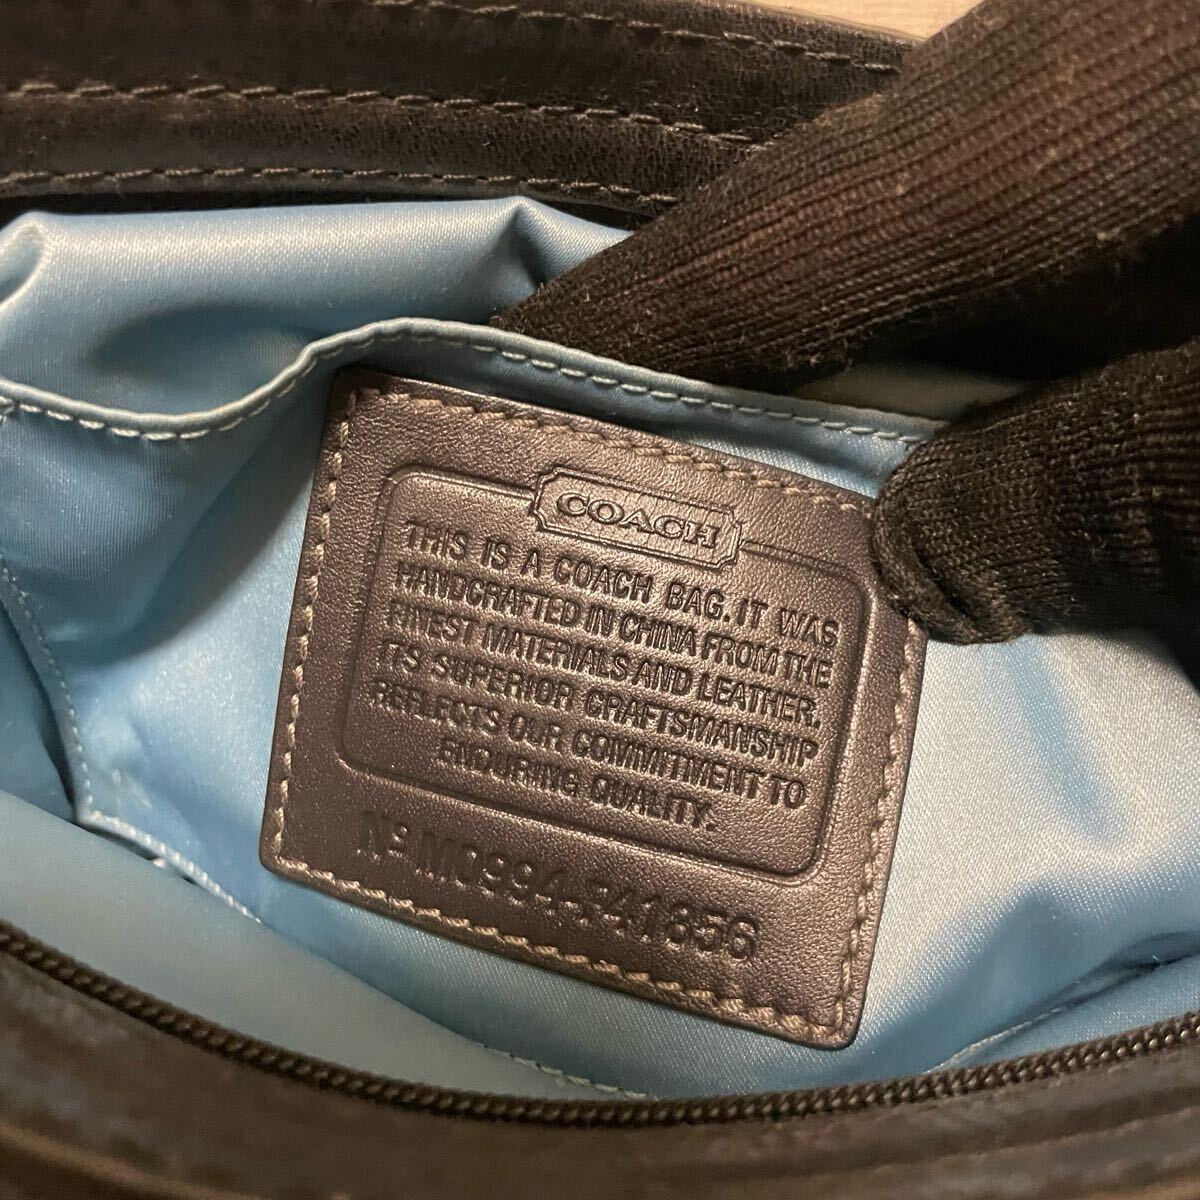 COACH
THIS IS A COACH BAG. IT WAS
HANDCRAFTED IN CHINA FROM THE
FINEST MATERIALS AND LEATHER.
ITS SUPERIOR CRAFTSMANSHIP
REFLECTS OUR COMMITMENT TO
ENDURING QUALITY.
Nº M0994-F41856